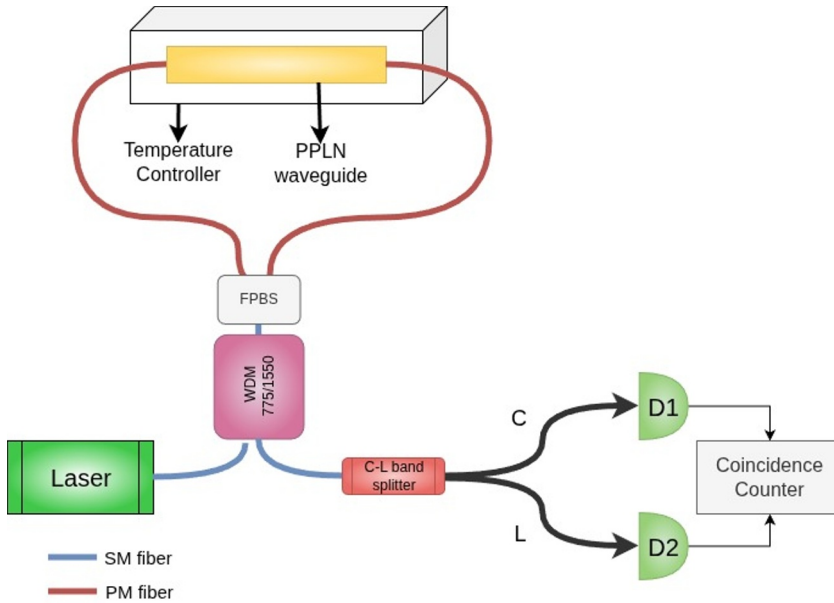 Temperature
Controller
PPLN
waveguide
FPBS
WDM
775/1550
Laser
C-L band
splitter
C
L
D1
D2
Coincidence
Counter
SM fiber
PM fiber